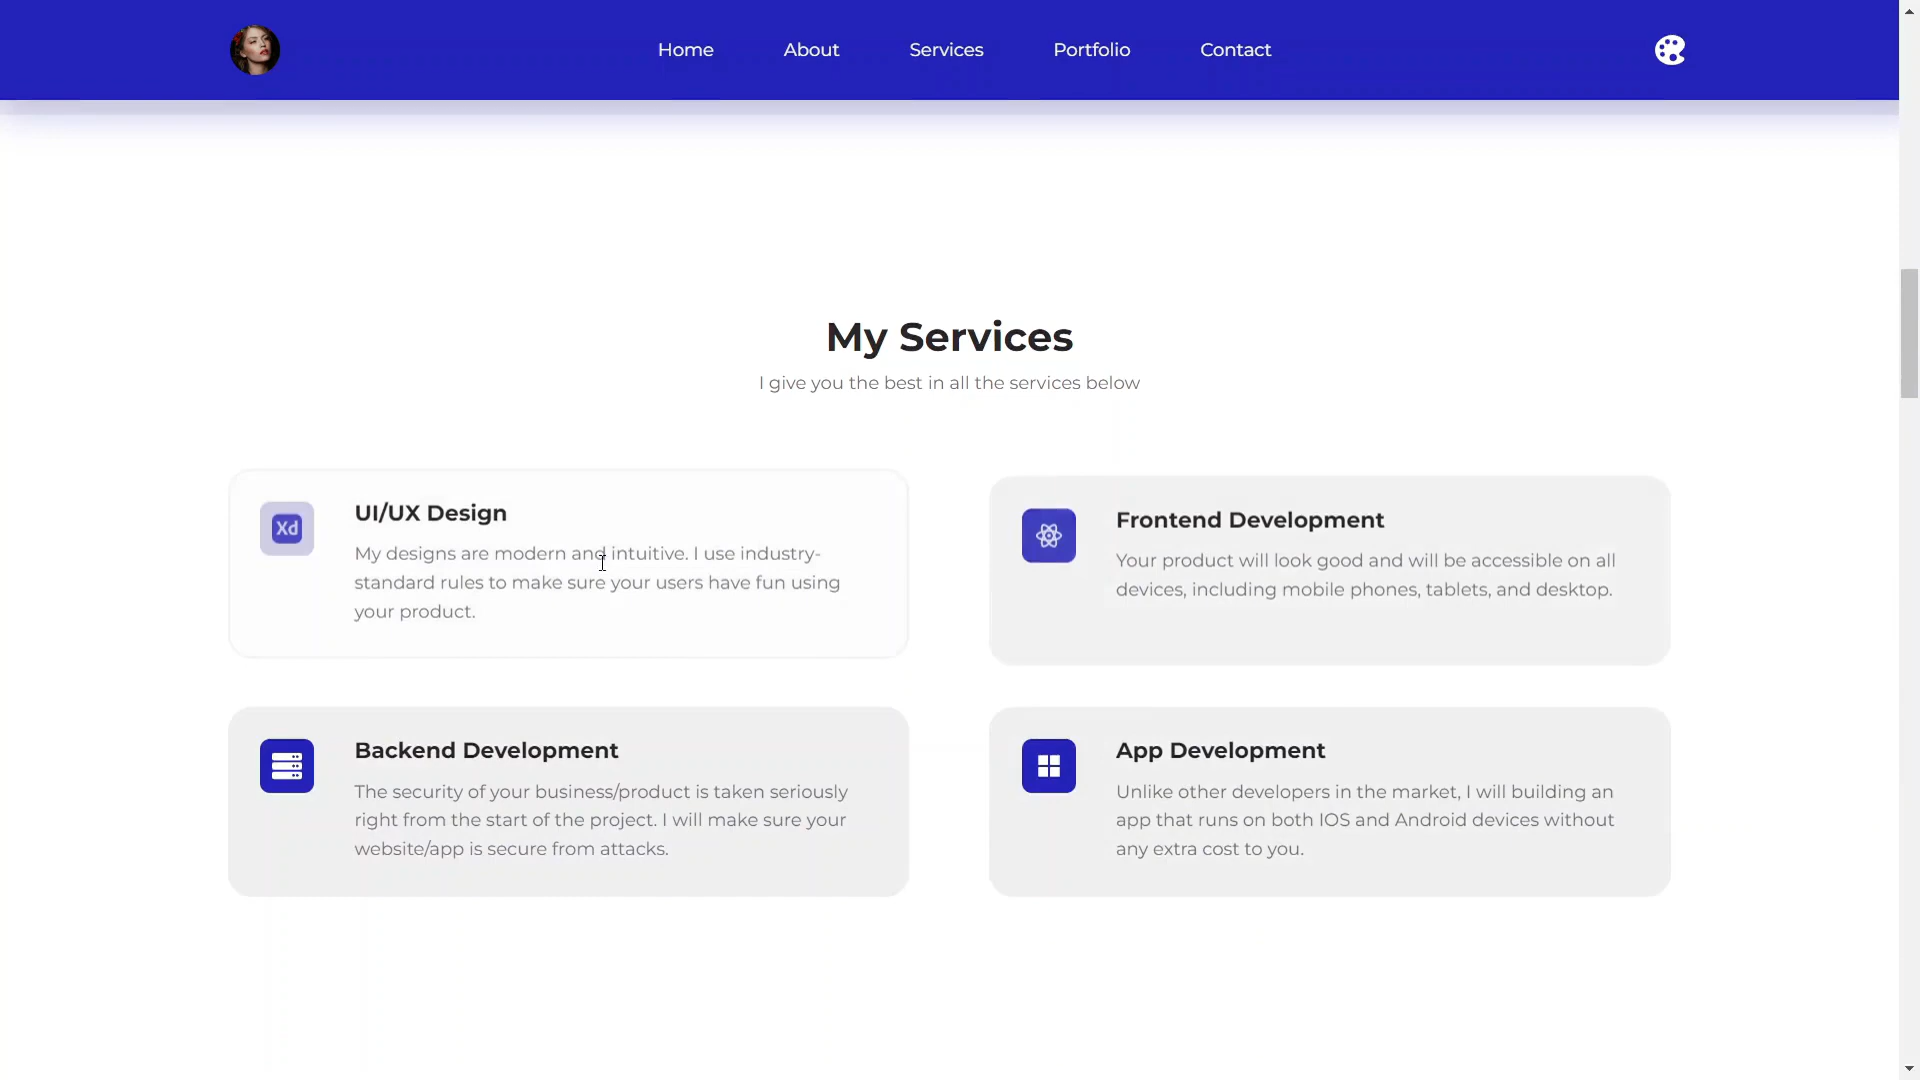 Home About Services Portfolio Contact
My Services
I give you the best in all the services below
Xd
UI/UX Design
My designs are modern and intuitive. I use industry-
standard rules to make sure your users have fun using
your product.
Frontend Development
Your product will look good and will be accessible on all
devices, including mobile phones, tablets, and desktop.
Backend Development
The security of your business/product is taken seriously
right from the start of the project. I will make sure your
website/app is secure from attacks.
App Development
Unlike other developers in the market, I will building an
app that runs on both IOS and Android devices without
any extra cost to you.